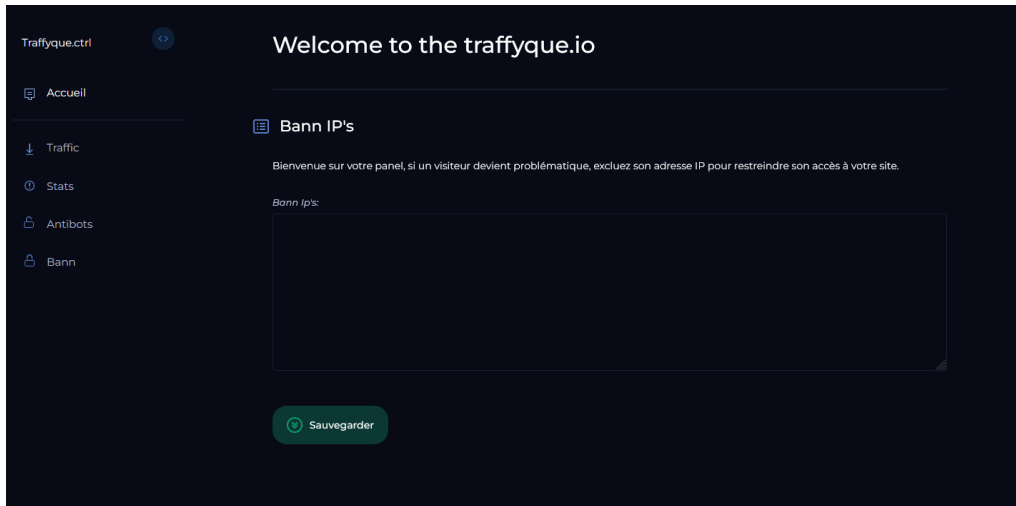 Traffyque.ctrl
Accueil
Traffic
Stats
Antibots
Bann
Welcome to the traffyque.io
Bann IP's
Bienvenue sur votre panel, si un visiteur devient problématique, excluez son adresse IP pour restreindre son accès à votre site.
Bann Ip's:
Sauvegarder